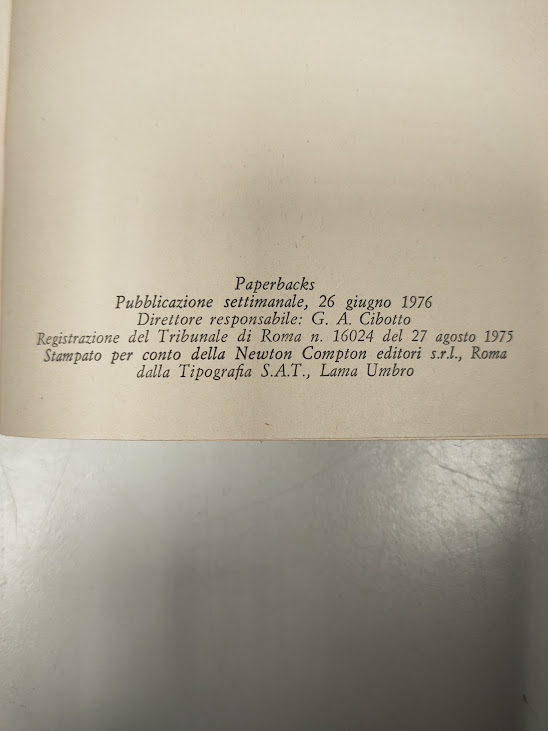 Paperbacks
Pubblicazione settimanale, 26 giugno 1976
Direttore responsabile: G. A. Cibotto
Registrazione del Tribunale di Roma n. 16024 del 27 agosto 1975
Stampato per conto della Newton Compton editori s.r.l., Roma
dalla Tipografia S.A.T., Lama Umbro